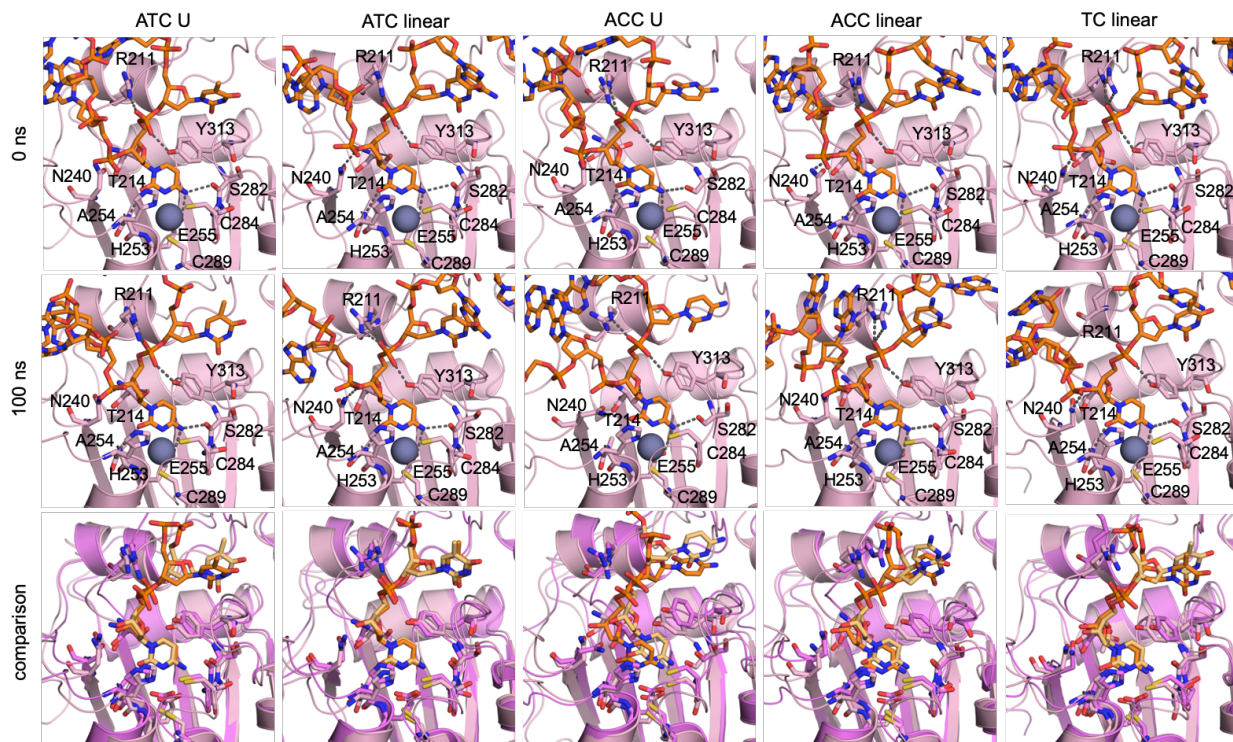 ATC U ATC linear ACC U ACC linear TC linear
0 ns
R211 R211 R211 R211 R211
Y313 Y313 Y313 Y313 Y313
N240 T214 S282 N240 T214 S282 N240 T214 S282 N240 T214 S282 N240 T214 S282
A254 C284 A254 C284 A254 C284 A254 C284 A254 C284
H253 E255 H253 E255 H253 E255 H253 E255 H253 E255
C289 C289 C289 C289 C289
100 ns
R211 R211 R211 R211 R211
Y313 Y313 Y313 Y313 Y313
N240 T214 S282 N240 T214 S282 N240 T214 S282 N240 T214 S282 N240 T214 S282
A254 C284 A254 C284 A254 C284 A254 C284 A254 C284
H253 E255 H253 E255 H253 E255 H253 E255 H253 E255
C289 C289 C289 C289 C289
comparison